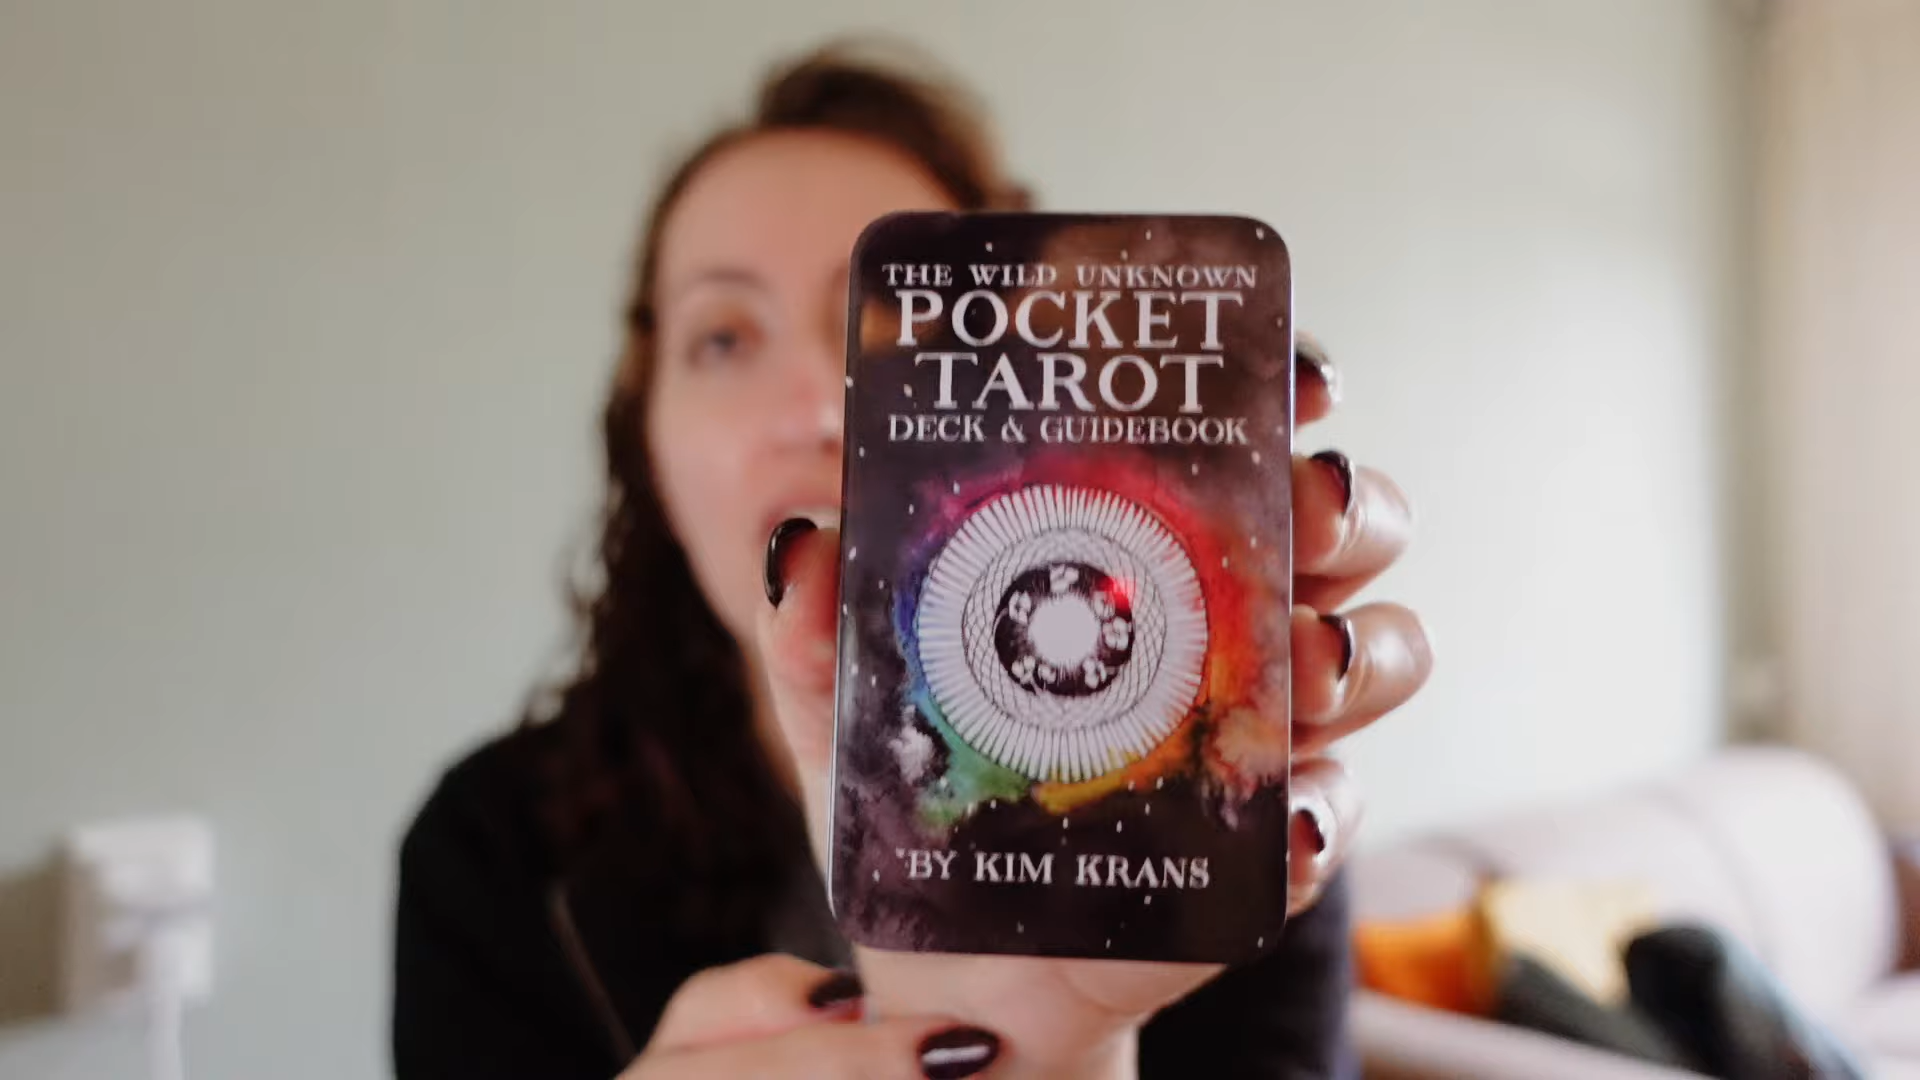 THE WILD UNKNOWN
POCKET
TAROT
DECK & GUIDEBOOK
BY KIM KRANS